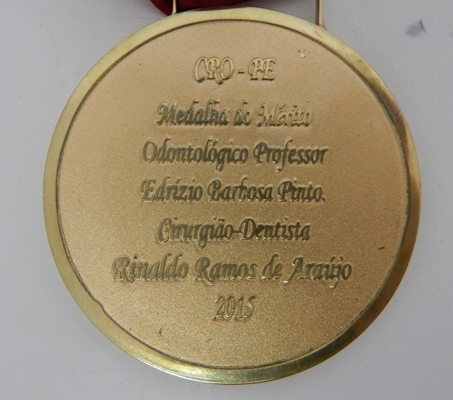 CRO - PE
Medalha do Mérito
Odontológico Professor
Edrízio Barbosa Pinto.
Cirurgião-Dentista
Rinaldo Ramos de Araújo
2015